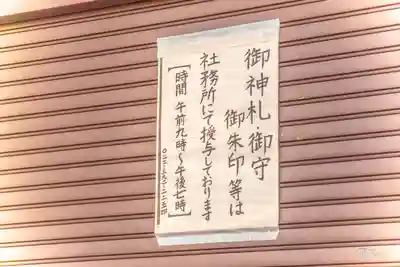 御神札・御守
御朱印等は
社務所にて授与しております
【時間 午前九時〜午後七時】